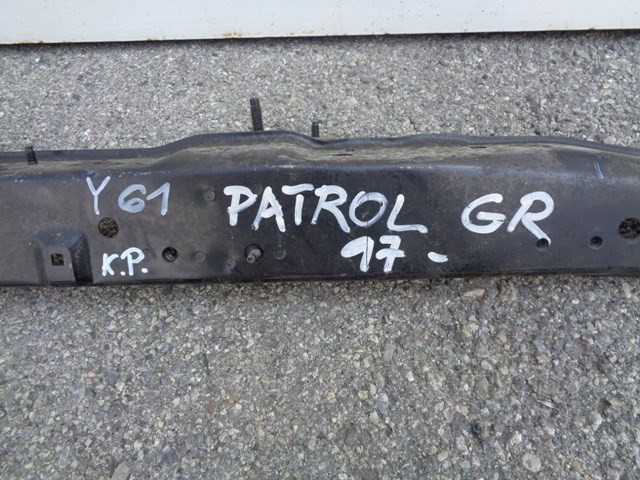 Y61 PATROL GR
K.P. 97-